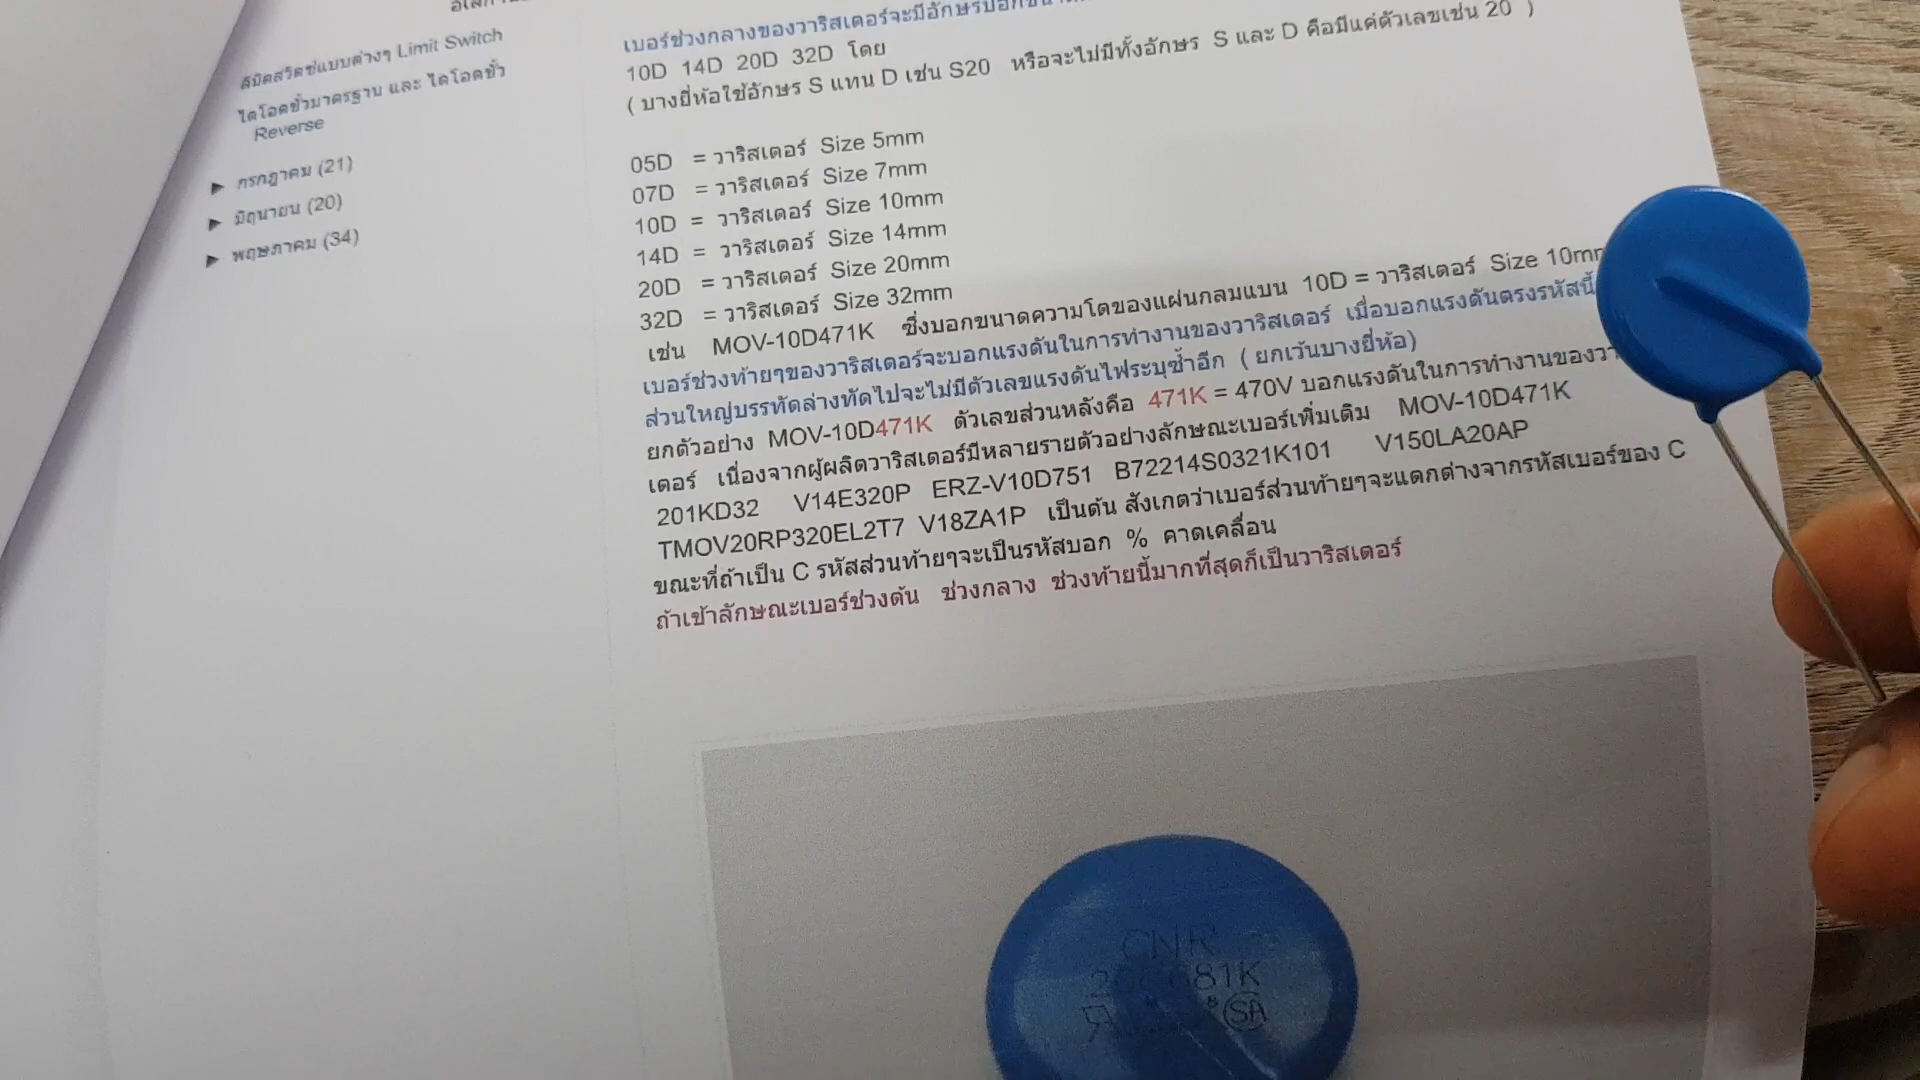 ลิมิตสวิตซ์แบบต่างๆ Limit Switch
ไดโอดขั้วมาตรฐาน และ ไดโอดขั้ว
Reverse
► กรกฎาคม (21)
► มิถุนายน (20)
► พฤษภาคม (34)
เบอร์ช่วงกลางของวาริสเตอร์จะมีอักษรบอกขนาด
10D 14D 20D 32D โดย
( บางยี่ห้อใช้อักษร S แทน D เช่น S20 หรือจะไม่มีทั้งอักษร S และ D คือมีแค่ตัวเลขเช่น 20 )
05D = วาริสเตอร์ Size 5mm
07D = วาริสเตอร์ Size 7mm
10D = วาริสเตอร์ Size 10mm
14D = วาริสเตอร์ Size 14mm
20D = วาริสเตอร์ Size 20mm
32D = วาริสเตอร์ Size 32mm
เช่น MOV-10D471K ซึ่งบอกขนาดความโตของแผ่นกลมแบน 10D = วาริสเตอร์ Size 10mm
เบอร์ช่วงท้ายๆของวาริสเตอร์จะบอกแรงดันในการทำงานของวาริสเตอร์ เมื่อบอกแรงดันตรงรหัสนี้
ส่วนใหญ่บรรทัดล่างทัดไปจะไม่มีตัวเลขแรงดันไฟระบุซ้ำอีก ( ยกเว้นบางยี่ห้อ)
ยกตัวอย่าง MOV-10D471K ตัวเลขส่วนหลังคือ 471K = 470V บอกแรงดันในการทำงานของวา
เตอร์ เนื่องจากผู้ผลิตวาริสเตอร์มีหลายรายตัวอย่างลักษณะเบอร์เพิ่มเติม MOV-10D471K
201KD32 V14E320P ERZ-V10D751 B72214S0321K101 V150LA20AP
TMOV20RP320EL2T7 V18ZA1P เป็นต้น สังเกตว่าเบอร์ส่วนท้ายๆจะแตกต่างจากรหัสเบอร์ของ C
ขณะที่ถ้าเป็น C รหัสส่วนท้ายๆจะเป็นรหัสบอก % คาดเคลื่อน
ถ้าเข้าลักษณะเบอร์ช่วงต้น ช่วงกลาง ช่วงท้ายนี้มากที่สุดก็เป็นวาริสเตอร์
CNR
681K
SA